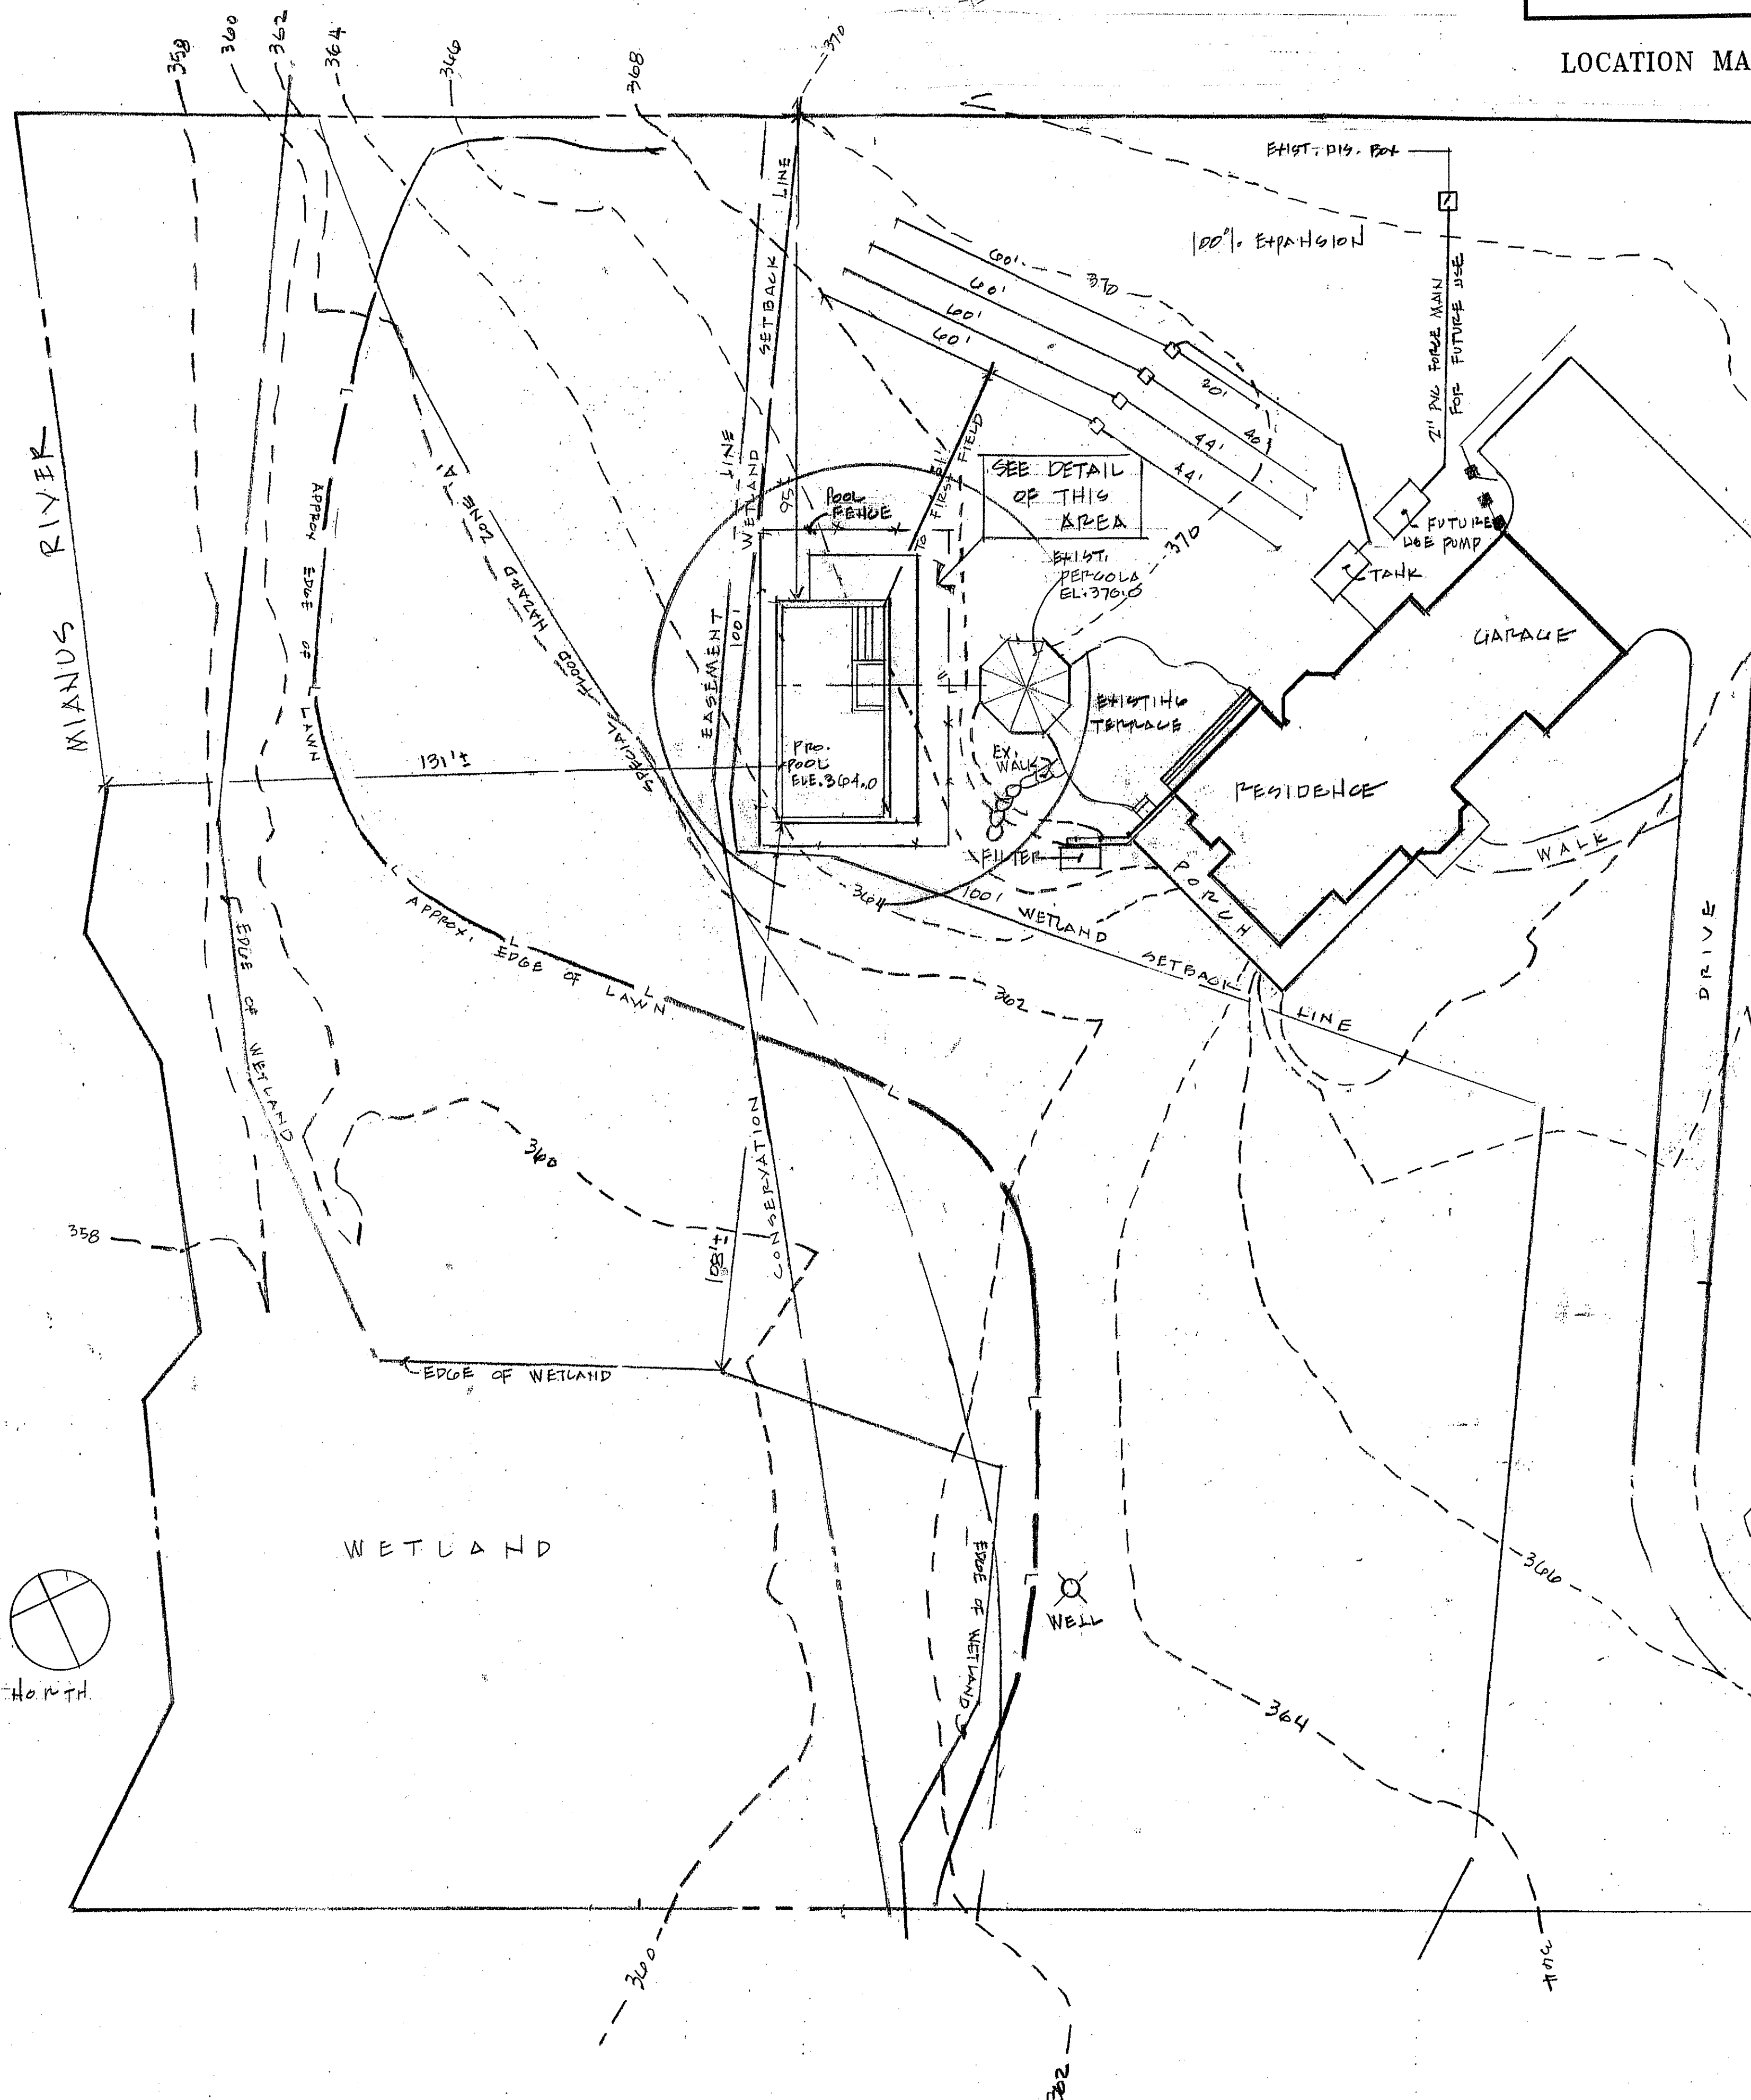 LOCATION MA
358
360
362
364
366
368
370
EXIST. DIS. BOX
100% EXPANSION
2" PVC FORCE MAIN
FOR FUTURE USE
60'
60'
60'
60'
370
20'
40'
44'
44'
WETLAND SETBACK LINE
95'±
EASEMENT LINE
100'
MIANUS RIVER
APPROX EDGE OF LAWN
SPECIAL FLOOD HAZARD ZONE 'A'
POOL
FENCE
TO FIRST FIELD
SEE DETAIL
OF THIS
AREA
370
EXIST.
PERGOLA
EL. 370.0
FUTURE
USE PUMP
TANK
GARAGE
EXISTING
TERRACE
EX.
WALK
PRO.
POOL
ELE. 364.0
131'±
RESIDENCE
WALK
FILTER
PORCH
DRIVE
364
100' WETLAND SETBACK LINE
362
APPROX. EDGE OF LAWN
EDGE OF WETLAND
360
CONSERVATION
108'±
358
EDGE OF WETLAND
WETLAND
EDGE OF WETLAND
WELL
366
NORTH
364
360
362